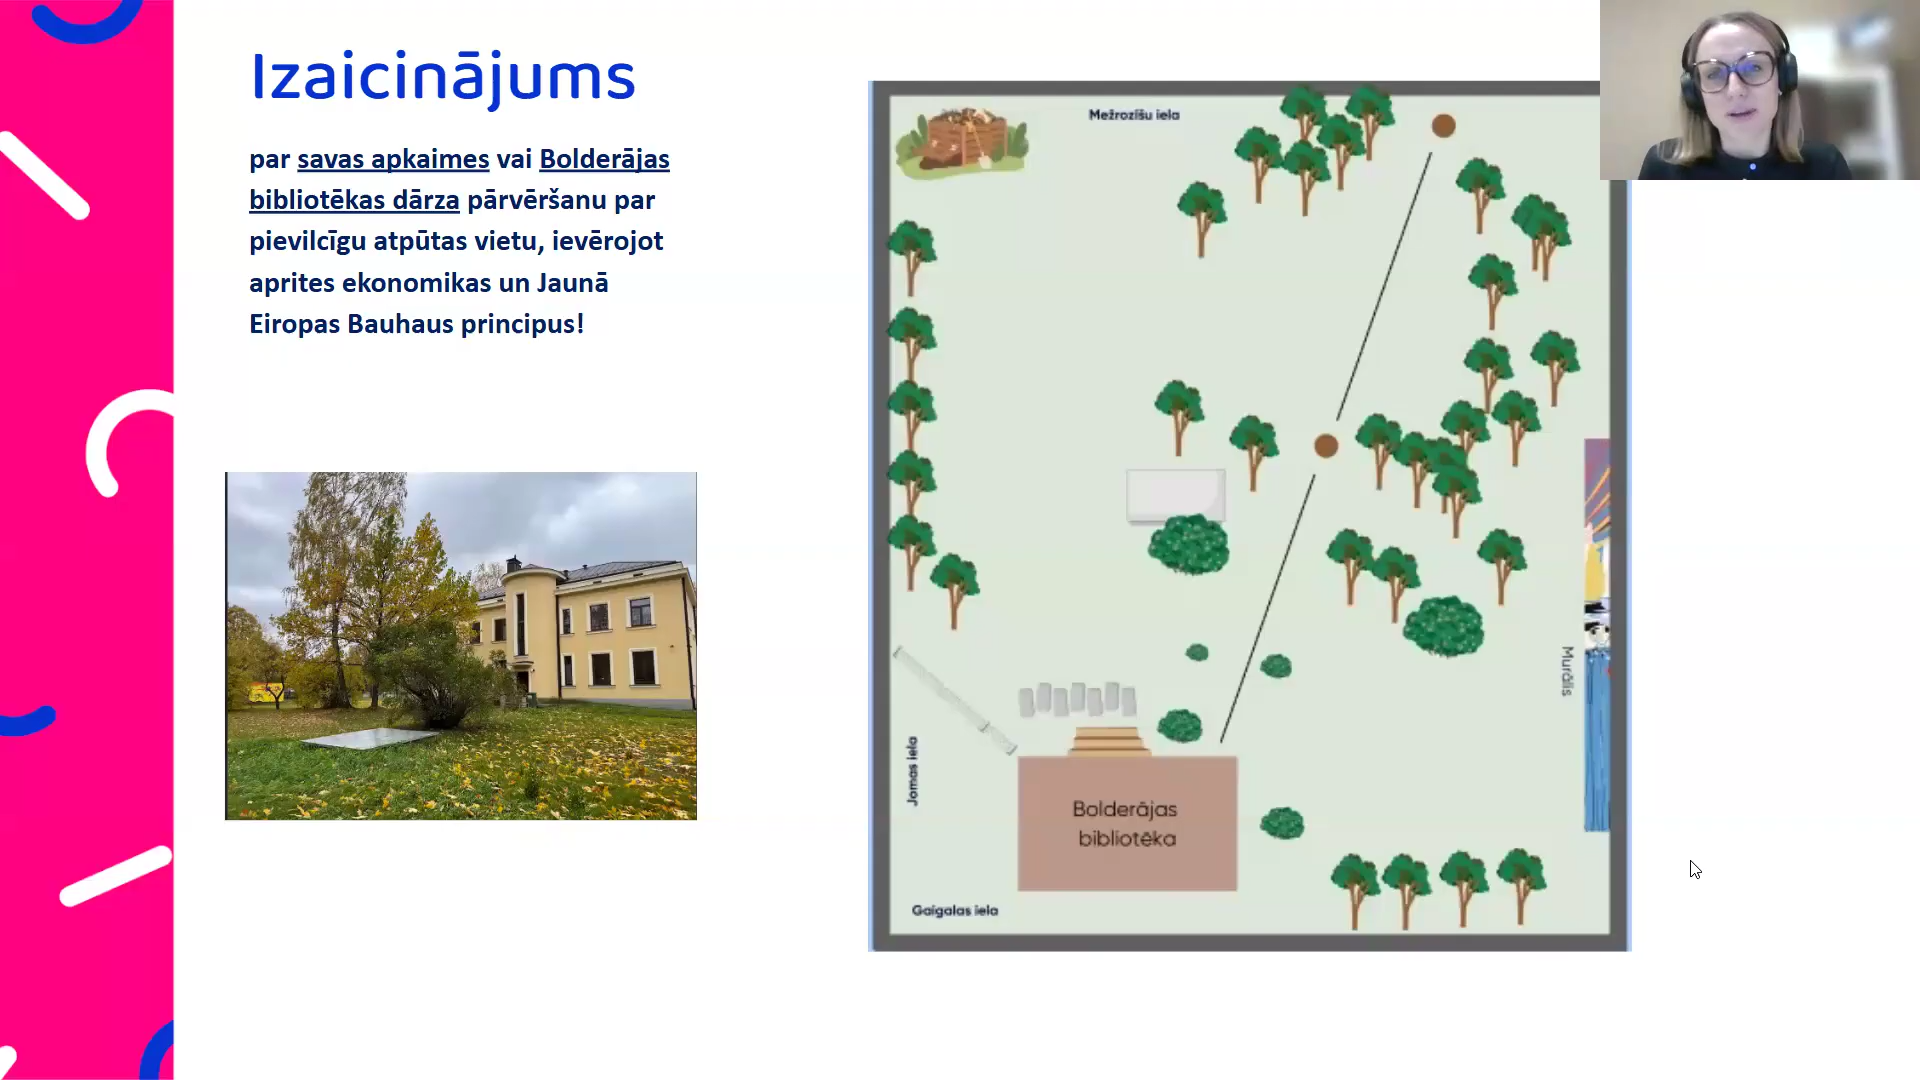 Izaicinājums
par savas apkaimes vai Bolderājas
bibliotēkas dārza pārvēršanu par
pievilcīgu atpūtas vietu, ievērojot
aprites ekonomikas un Jaunā
Eiropas Bauhaus principus!
Mežrozīšu iela
Murālis
Jomas iela
Bolderājas
bibliotēka
Gaigalas iela